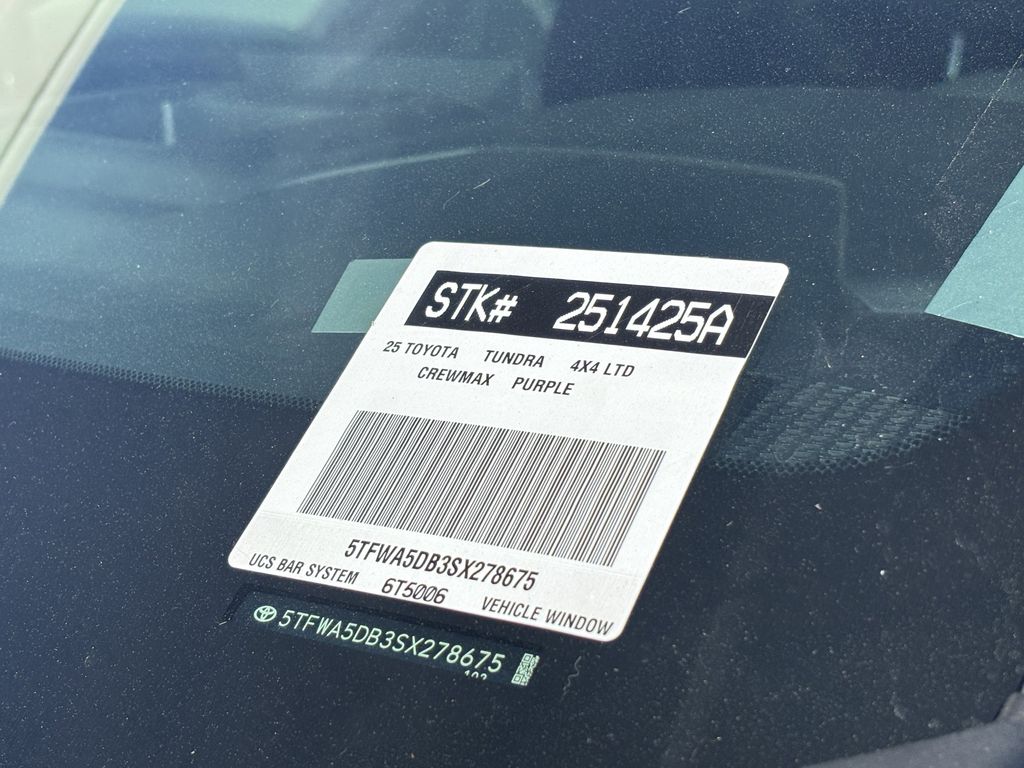 STK# 251425A
25 TOYOTA TUNDRA 4X4 LTD
CREWMAX PURPLE
5TFWA5DB3SX278675
UCS BAR SYSTEM 6T5006 VEHICLE WINDOW
5TFWA5DB3SX278675